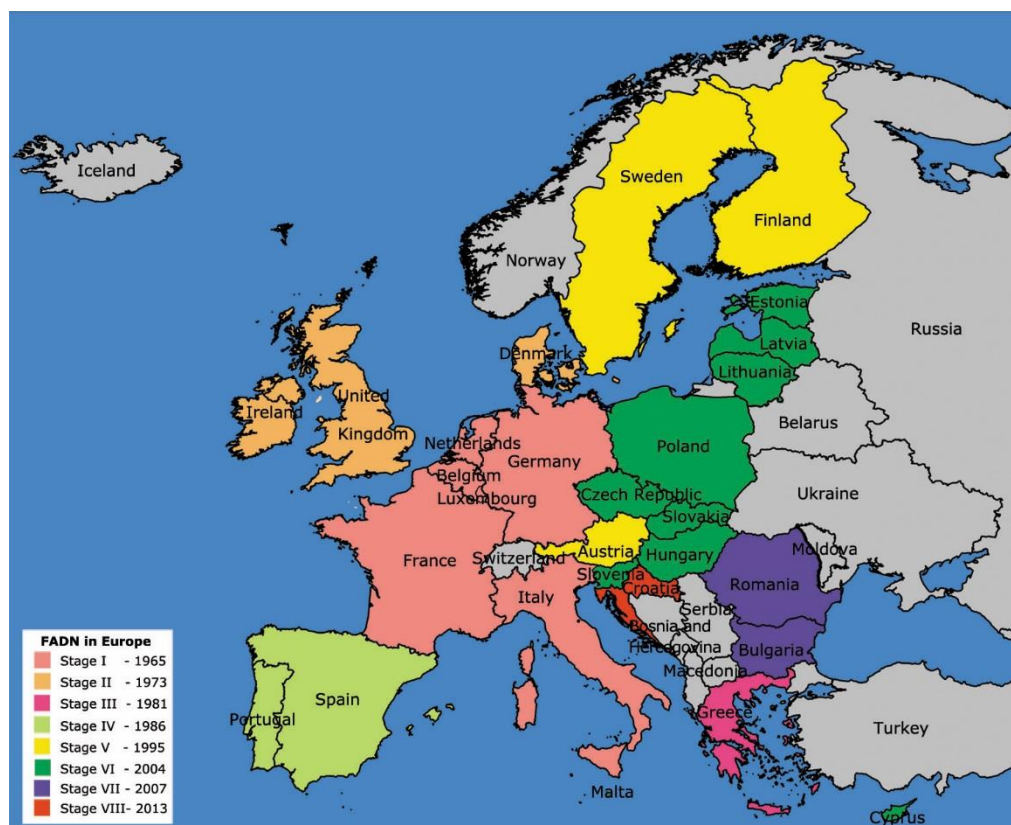 Iceland
Sweden
Finland
Norway
Russia
Estonia
Latvia
Lithuania
Denmark
United
Kingdom
Ireland
Belarus
Netherlands
Belgium
Luxembourg
Germany
Poland
Czech Republic
Slovakia
Ukraine
Moldova
France
Switzerland
Austria
Hungary
Slovenia
Croatia
Romania
Italy
Serbia
Bosnia and
Hercegovina
Bulgaria
Macedonia
Greece
Turkey
Spain
Portugal
Malta
Cyprus
FADN in Europe
Stage I - 1965
Stage II - 1973
Stage III - 1981
Stage IV - 1986
Stage V - 1995
Stage VI - 2004
Stage VII - 2007
Stage VIII- 2013